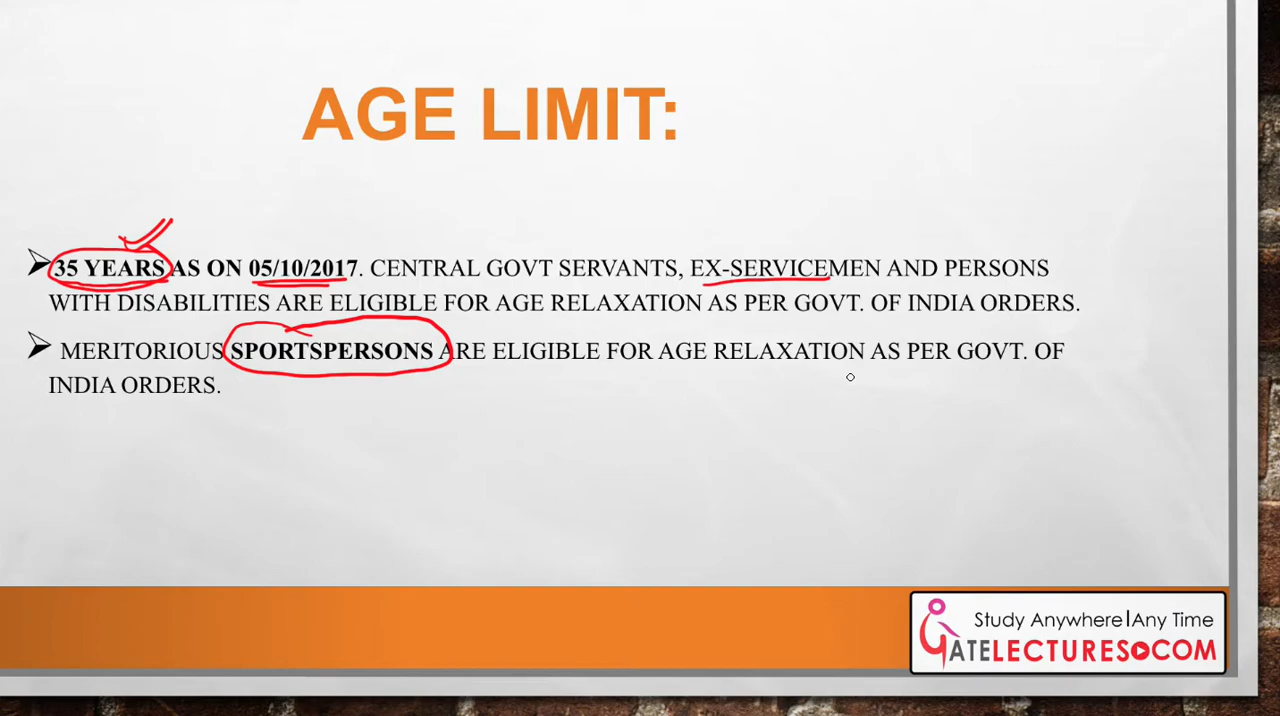 AGE LIMIT:
35 YEARS AS ON 05/10/2017. CENTRAL GOVT SERVANTS, EX-SERVICEMEN AND PERSONS
WITH DISABILITIES ARE ELIGIBLE FOR AGE RELAXATION AS PER GOVT. OF INDIA ORDERS.
MERITORIOUS SPORTSPERSONS ARE ELIGIBLE FOR AGE RELAXATION AS PER GOVT. OF
INDIA ORDERS.
Study Anywhere|Any Time
GATELECTURES.COM